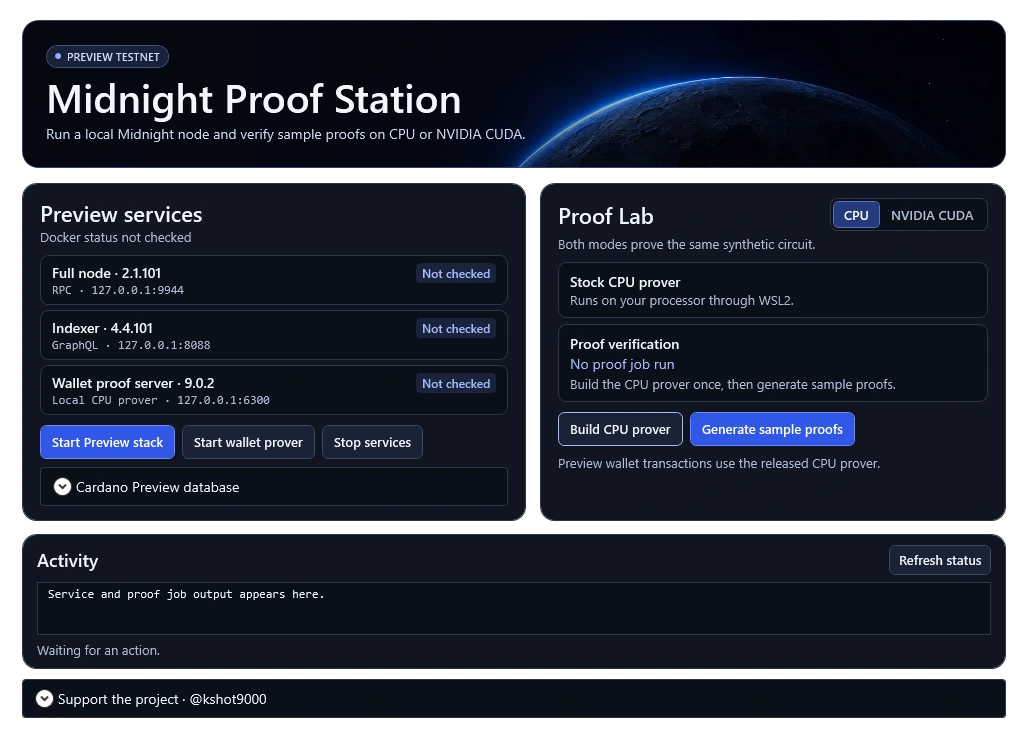 PREVIEW TESTNET
Midnight Proof Station
Run a local Midnight node and verify sample proofs on CPU or NVIDIA CUDA.
Preview services
Docker status not checked
Full node · 2.1.101
Not checked
RPC · 127.0.0.1:9944
Indexer · 4.4.101
Not checked
GraphQL · 127.0.0.1:8088
Wallet proof server · 9.0.2
Not checked
Local CPU prover · 127.0.0.1:6300
Start Preview stack
Start wallet prover
Stop services
Cardano Preview database
Proof Lab
CPU
NVIDIA CUDA
Both modes prove the same synthetic circuit.
Stock CPU prover
Runs on your processor through WSL2.
Proof verification
No proof job run
Build the CPU prover once, then generate sample proofs.
Build CPU prover
Generate sample proofs
Preview wallet transactions use the released CPU prover.
Activity
Refresh status
Service and proof job output appears here.
Waiting for an action.
Support the project · @kshot9000